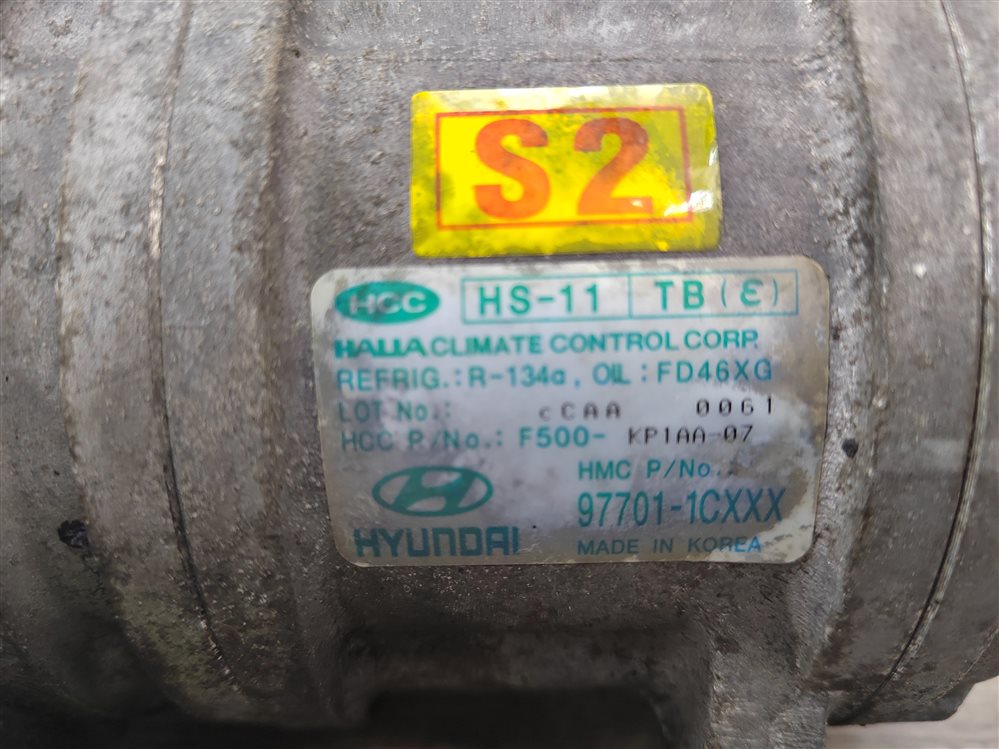 S2
HCC HS-11 TB (ε)
HALLA CLIMATE CONTROL CORP.
REFRIG.: R-134a, OIL : FD46XG
LOT No.: cCAA 0061
HCC P/No.: F500- KP1AA-07
HMC P/No.:
97701-1CXXX
HYUNDAI MADE IN KOREA